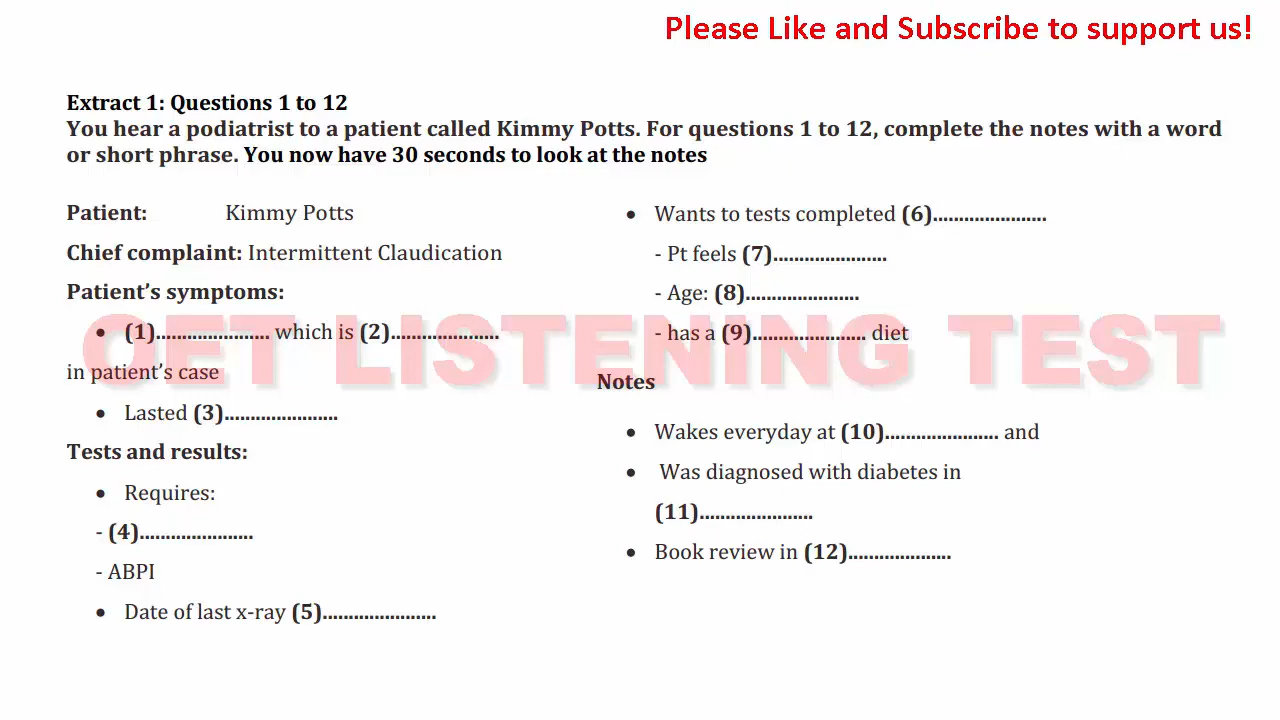 Please Like and Subscribe to support us!
Extract 1: Questions 1 to 12
You hear a podiatrist to a patient called Kimmy Potts. For questions 1 to 12, complete the notes with a word
or short phrase. You now have 30 seconds to look at the notes
Patient: Kimmy Potts
Chief complaint: Intermittent Claudication
Patient's symptoms:
• (1)...................... which is (2).....................
in patient's case
• Lasted (3)......................
Tests and results:
• Requires:
- (4)......................
- ABPI
• Date of last x-ray (5)......................
• Wants to tests completed (6)......................
- Pt feels (7)......................
- Age: (8)......................
- has a (9)...................... diet
Notes
• Wakes everyday at (10)...................... and
• Was diagnosed with diabetes in
(11)......................
• Book review in (12)....................
OET LISTENING TEST